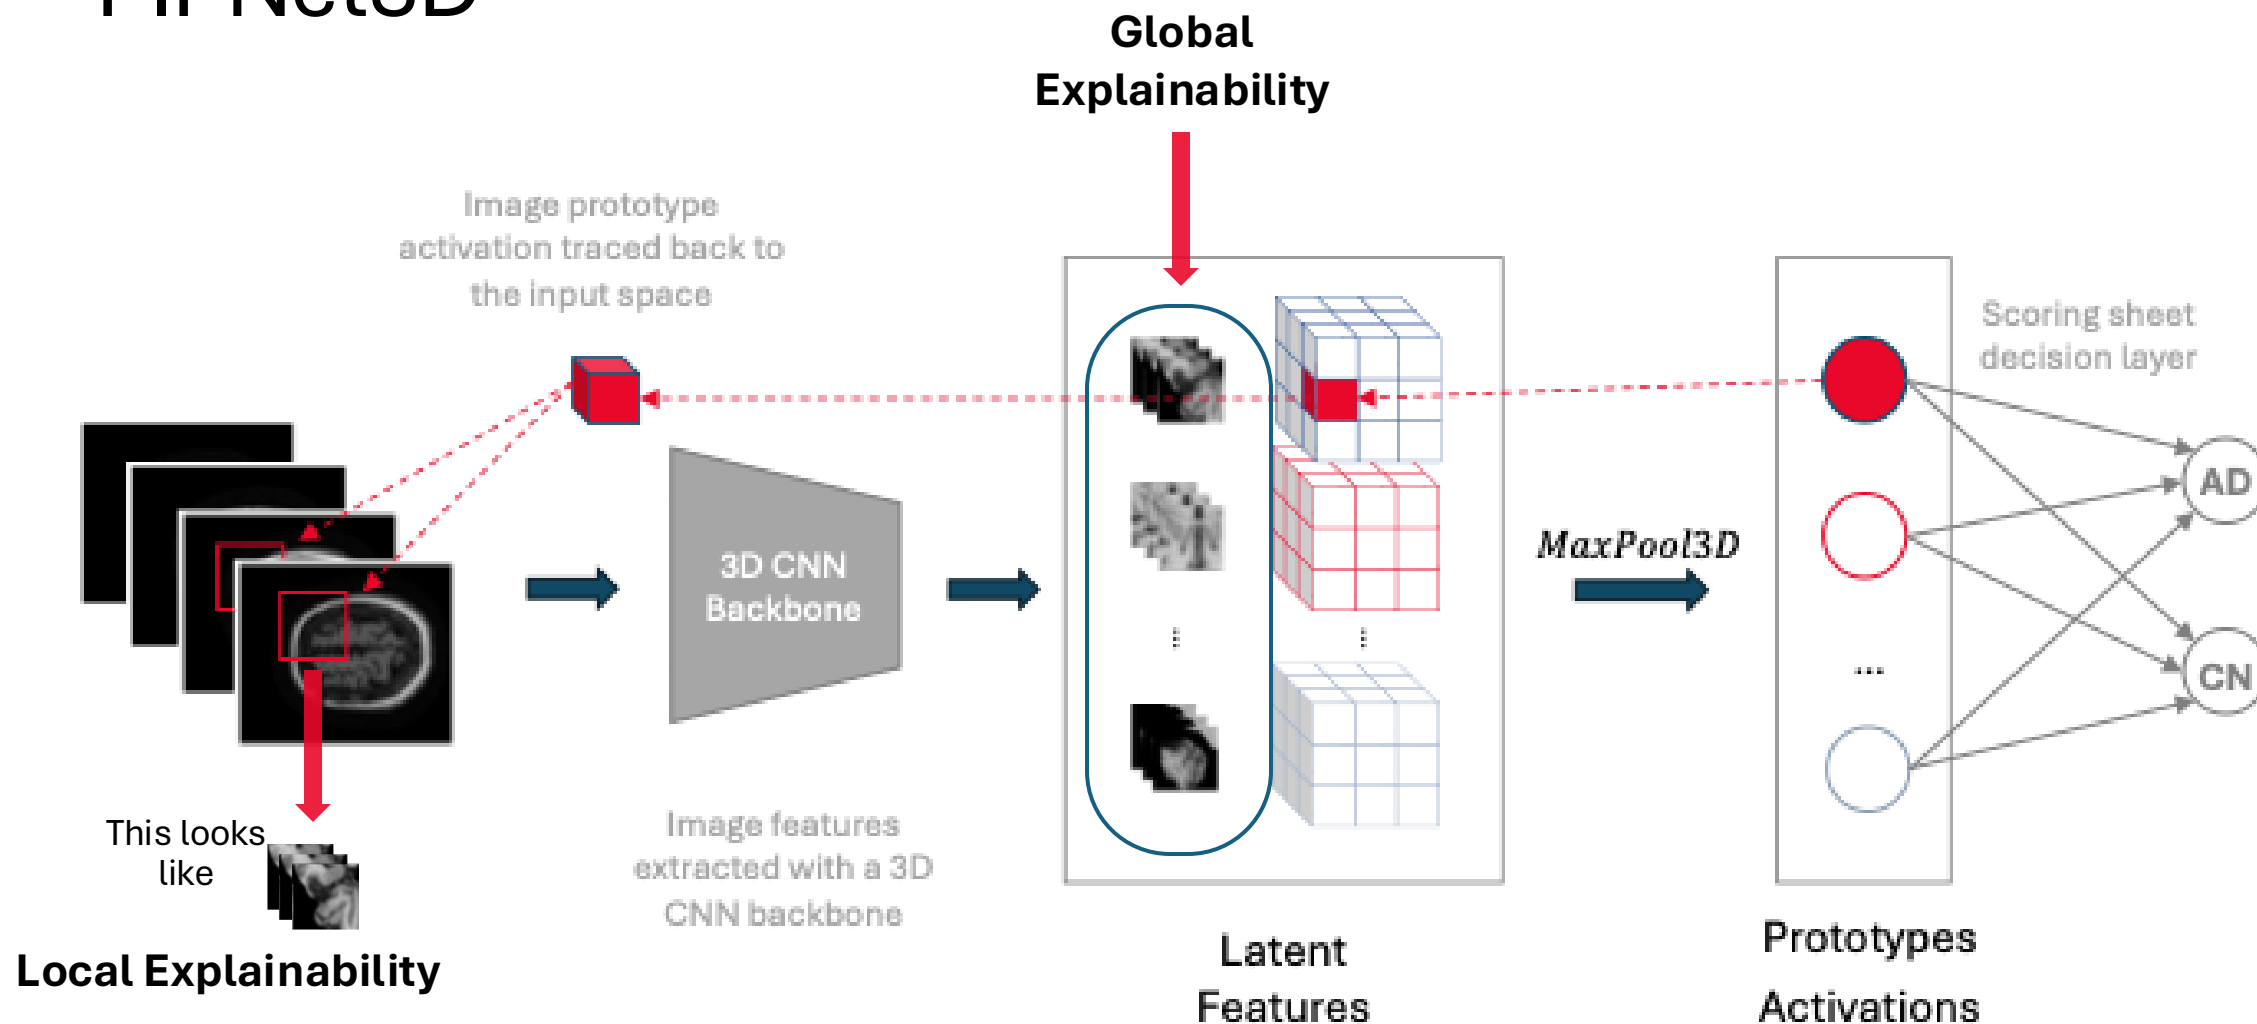 PIPNet3D
Global
Explainability
Image prototype
activation traced back to
the input space
Scoring sheet
decision layer
AD
3D CNN
Backbone
MaxPool3D
CN
...
This looks
like
Image features
extracted with a 3D
CNN backbone
Local Explainability
Latent
Features
Prototypes
Activations